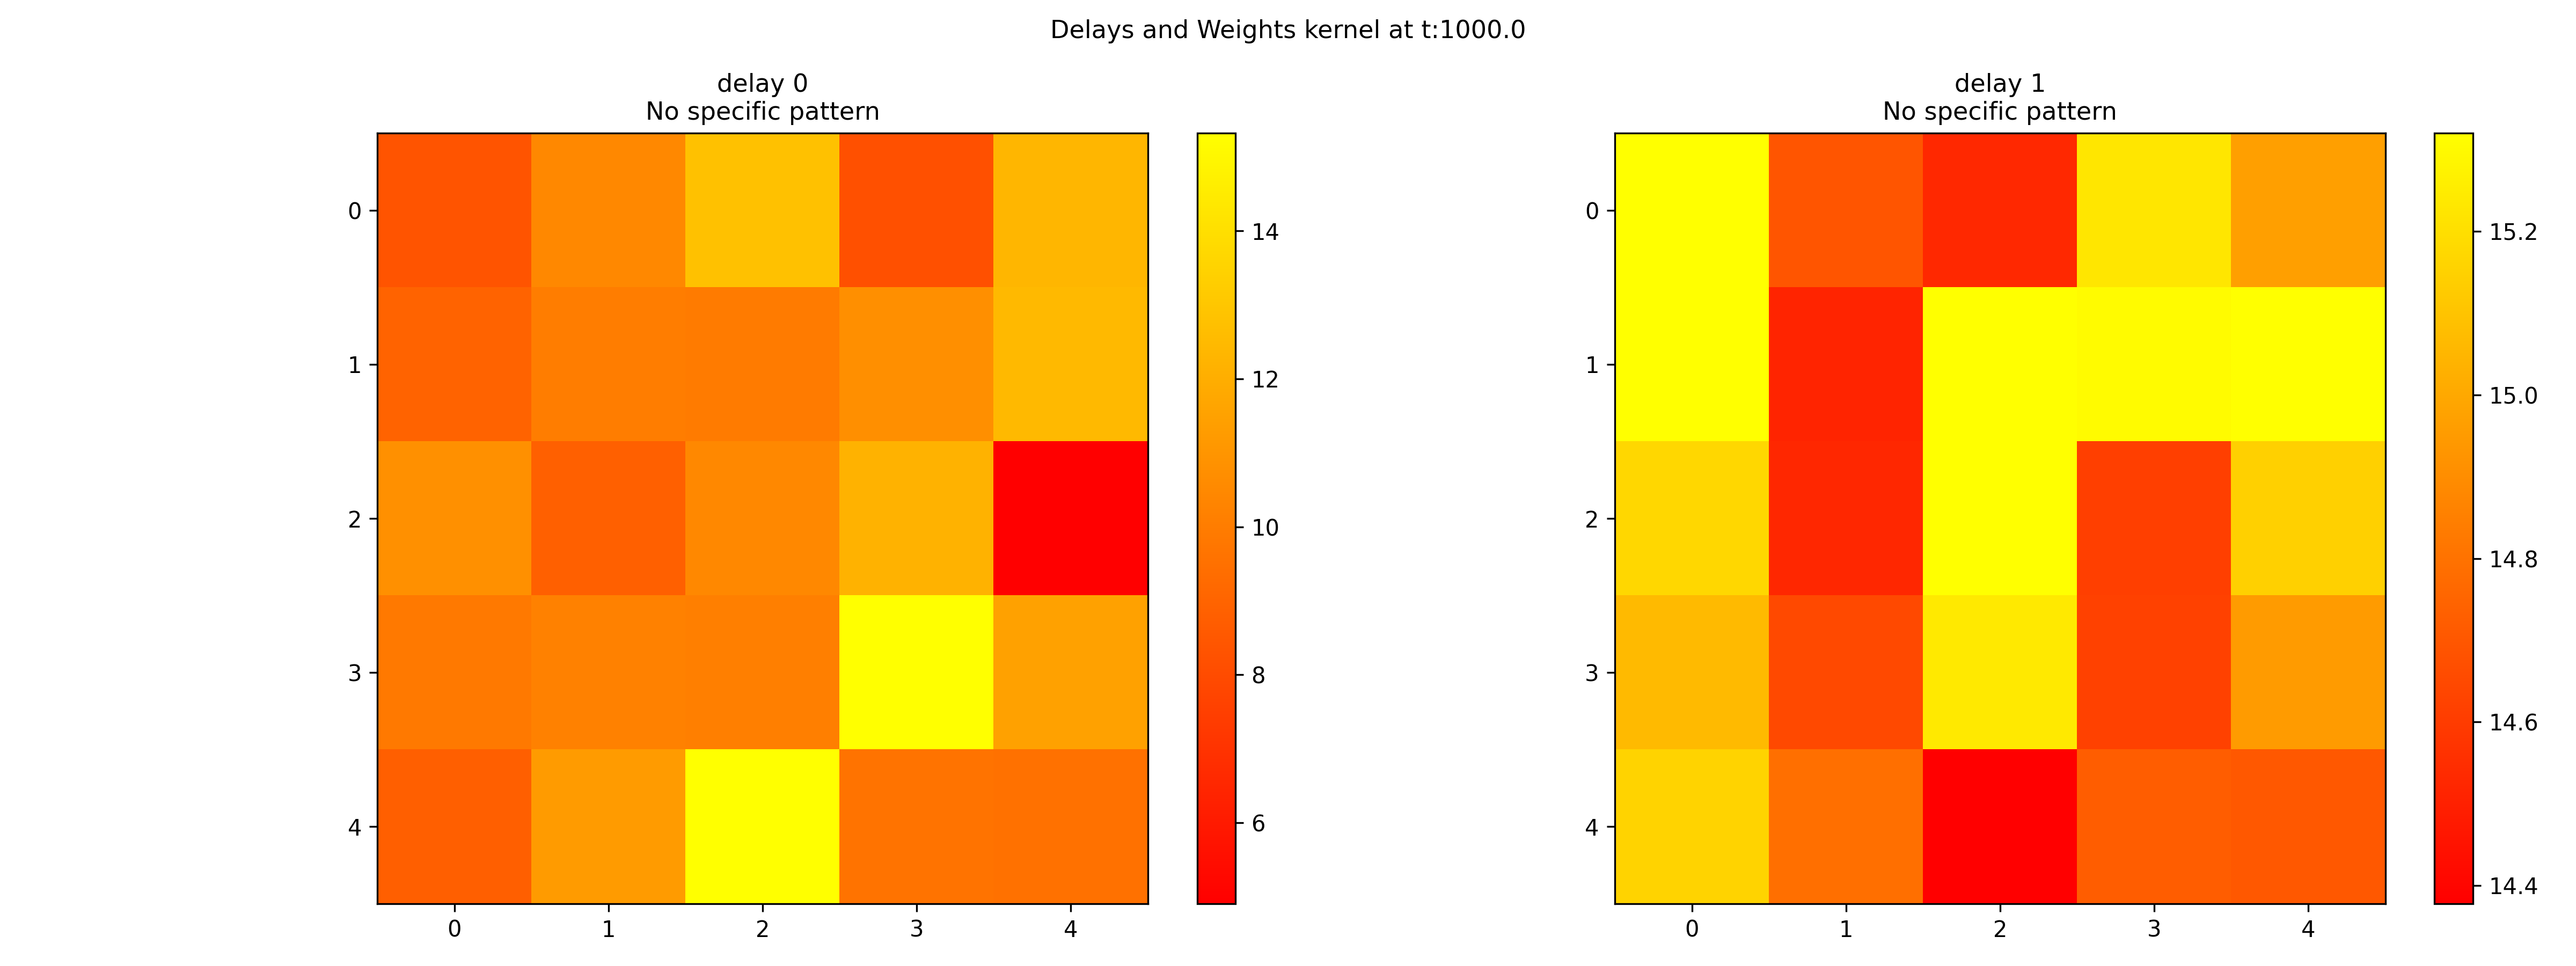 Delays and Weights kernel at t:1000.0
delay 0
No specific pattern
0
1
2
3
4
0 1 2 3 4
14
12
10
8
6
delay 1
No specific pattern
0
1
2
3
4
0 1 2 3 4
15.2
15.0
14.8
14.6
14.4